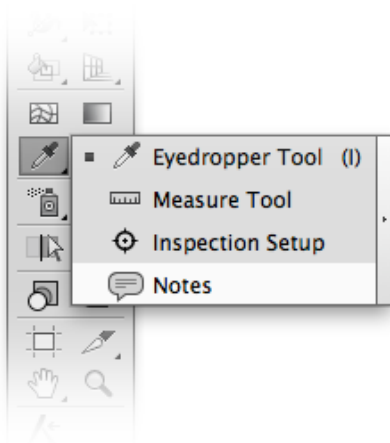 Eyedropper Tool (I)
Measure Tool
Inspection Setup
Notes